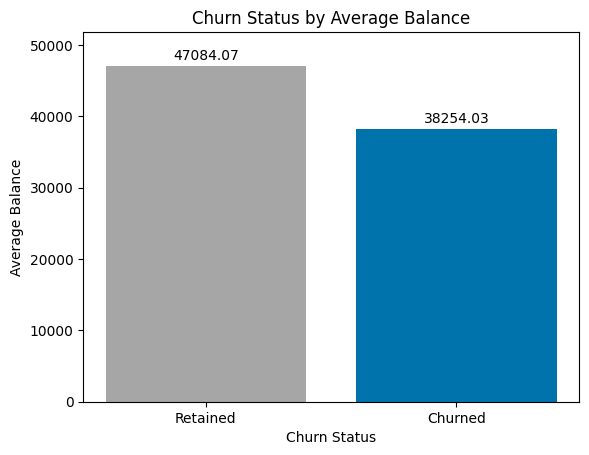 Churn Status by Average Balance
50000
40000
30000
20000
10000
0
Average Balance
47084.07
38254.03
Retained
Churned
Churn Status